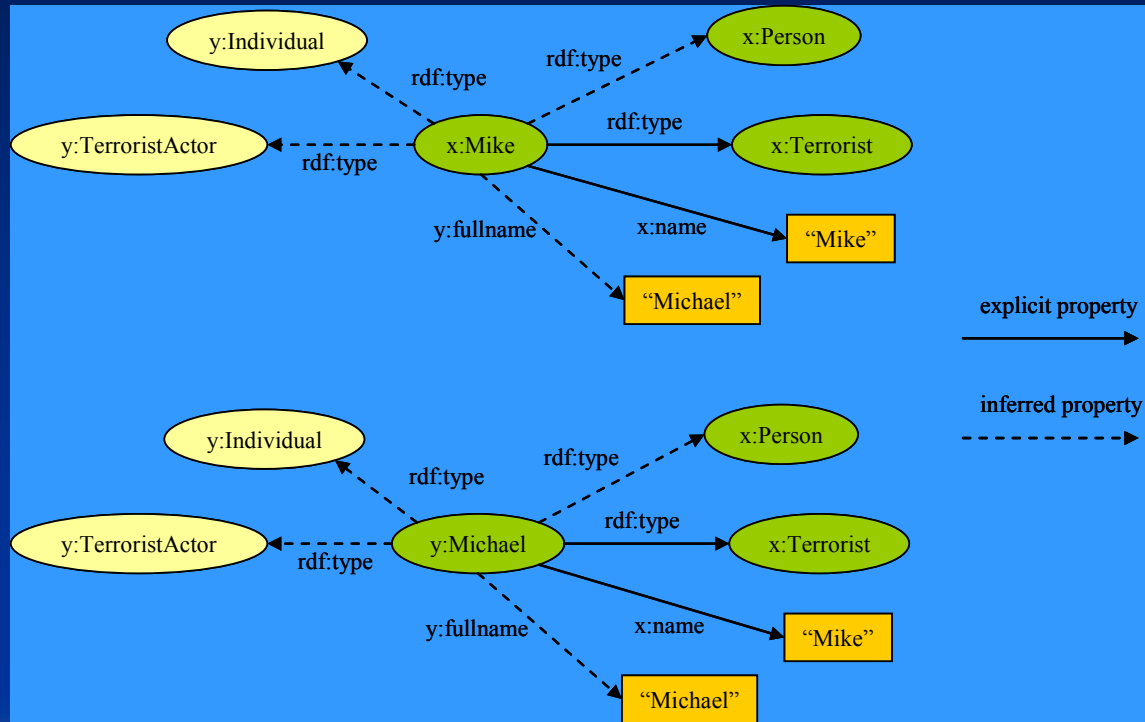 y:Individual
x:Person
rdf:type
rdf:type
y:TerroristActor
rdf:type
x:Mike
rdf:type
x:Terrorist
y:fullname
x:name
“Mike”
“Michael”
explicit property
inferred property
y:Individual
x:Person
rdf:type
rdf:type
y:TerroristActor
rdf:type
y:Michael
rdf:type
x:Terrorist
y:fullname
x:name
“Mike”
“Michael”